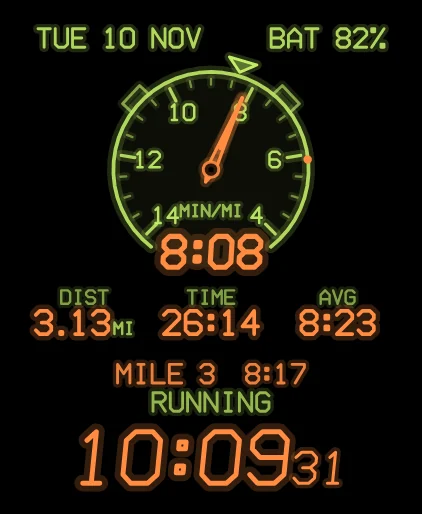 TUE 10 NOV BAT 82%
10 8
12 6
14 MIN/MI 4
8:08
DIST TIME AVG
3.13MI 26:14 8:23
MILE 3 8:17
RUNNING
10:0931